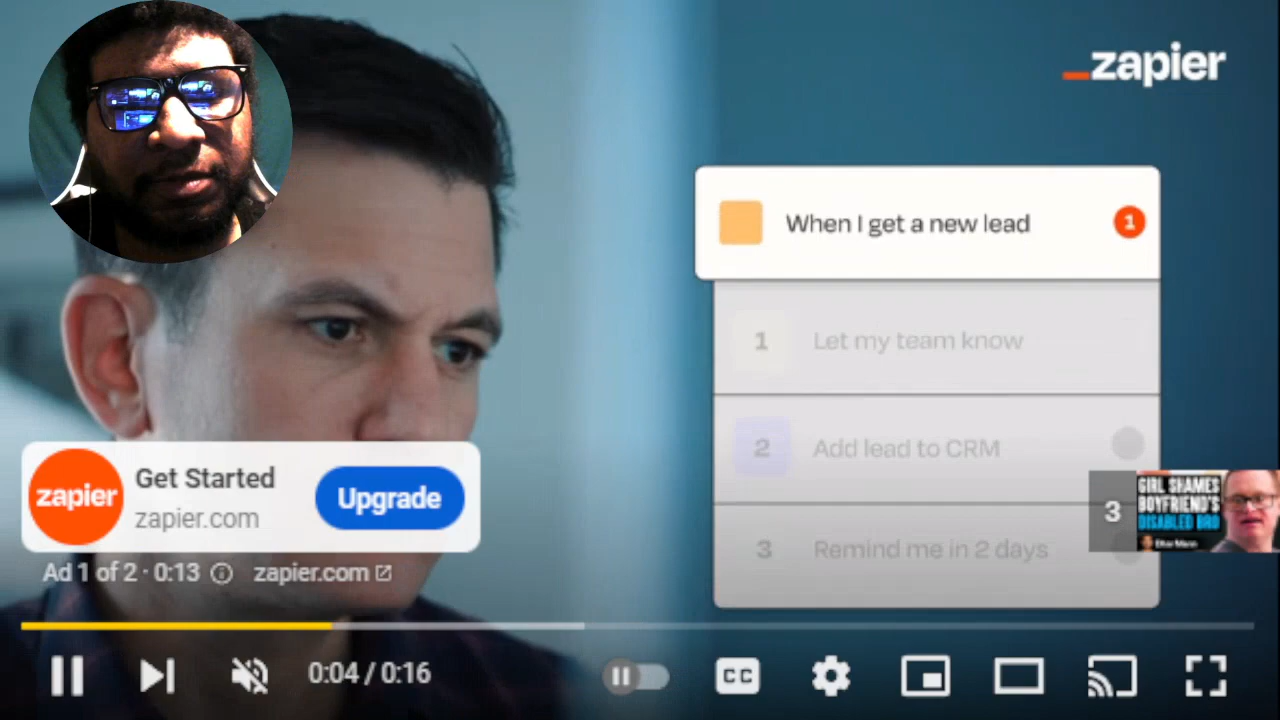 zapier
When I get a new lead
1
1
Let my team know
2
Add lead to CRM
3
Remind me in 2 days
zapier
Get Started
zapier.com
Upgrade
3
GIRL SHAMES
BOYFRIEND'S
DISABLED BRO
Dhar Mann
Ad 1 of 2 · 0:13
zapier.com
0:04 / 0:16
CC